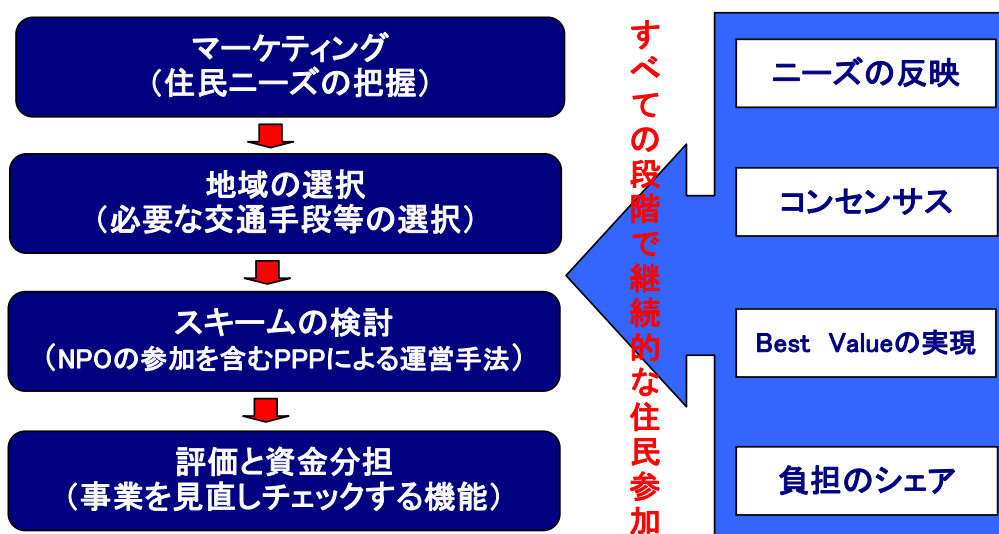 マーケティング
（住民ニーズの把握）
地域の選択
（必要な交通手段等の選択）
スキームの検討
（NPOの参加を含むPPPによる運営手法）
評価と資金分担
（事業を見直しチェックする機能）
すべての段階で継続的な住民参加
ニーズの反映
コンセンサス
Best　Valueの実現
負担のシェア